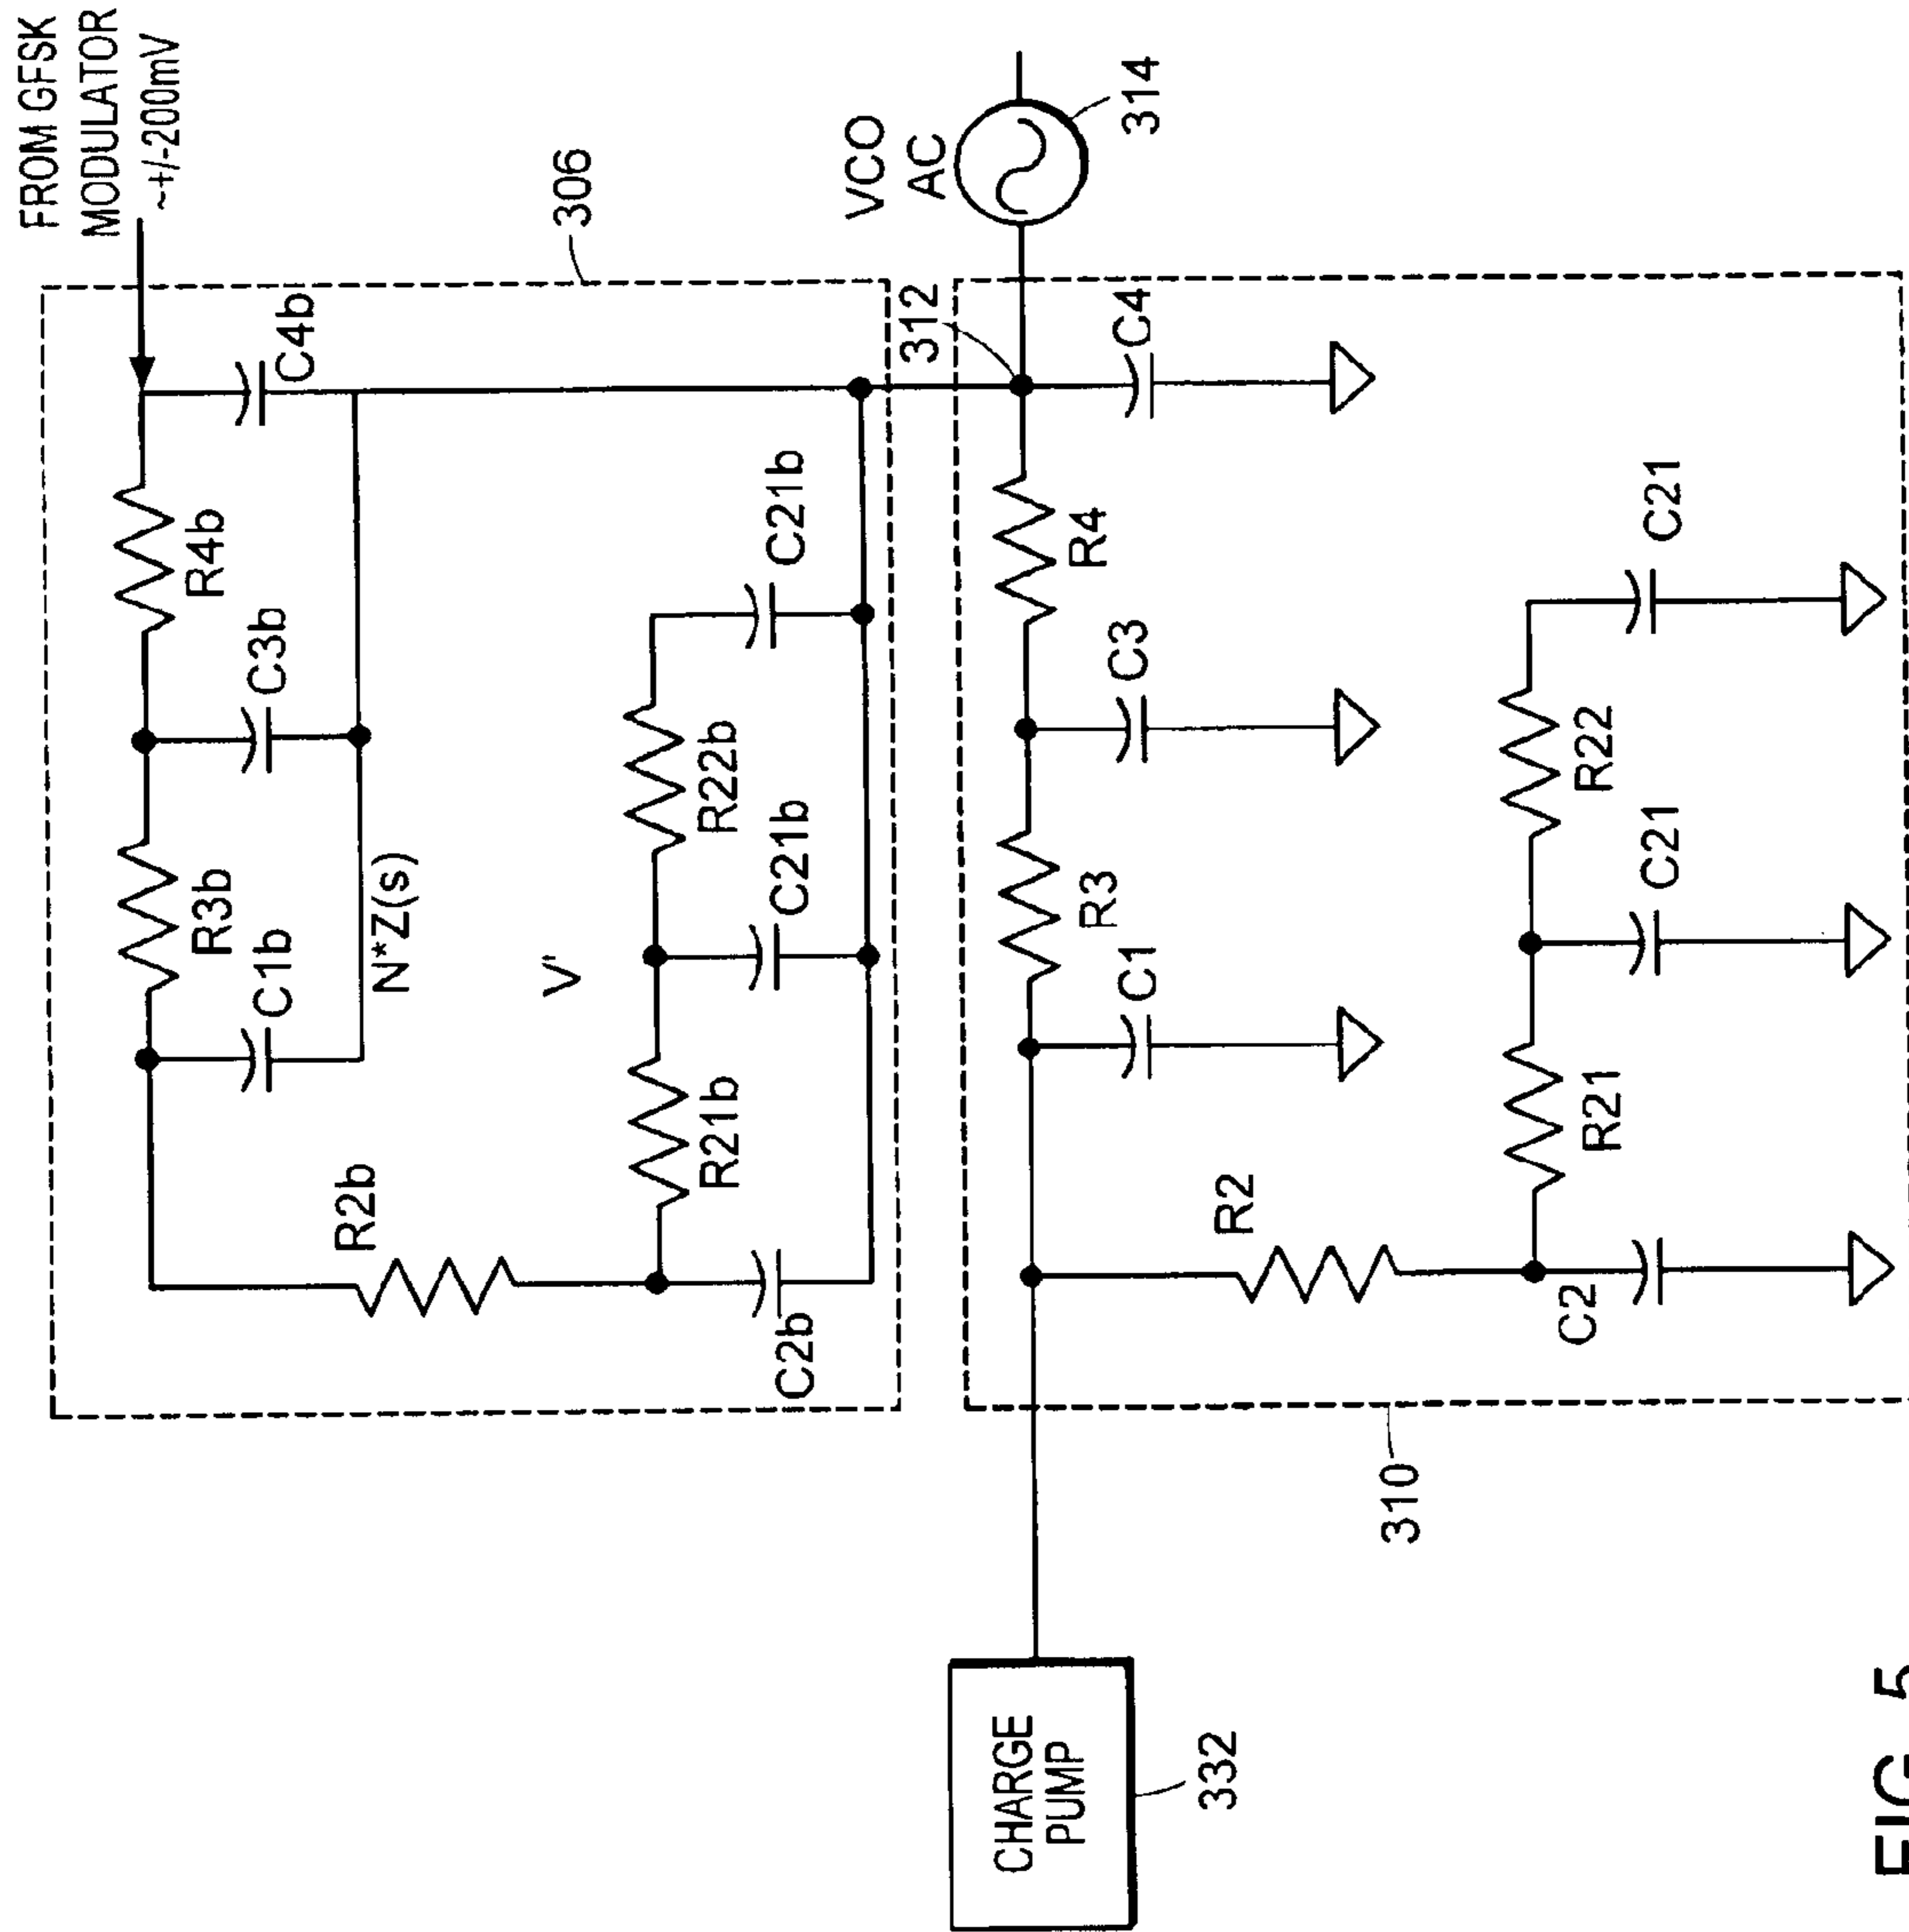 FROM GFSK
MODULATOR
~+/-200mV
306
C4b
R4b
C3b
R3b
C1b
N*Z(s)
V'
R2b
C21b
R22b
C21b
R21b
C2b
VCO
AC
314
312
C4
R4
C3
R3
C1
R2
C21
R22
C21
R21
C2
310
CHARGE
PUMP
332
FIG. 5